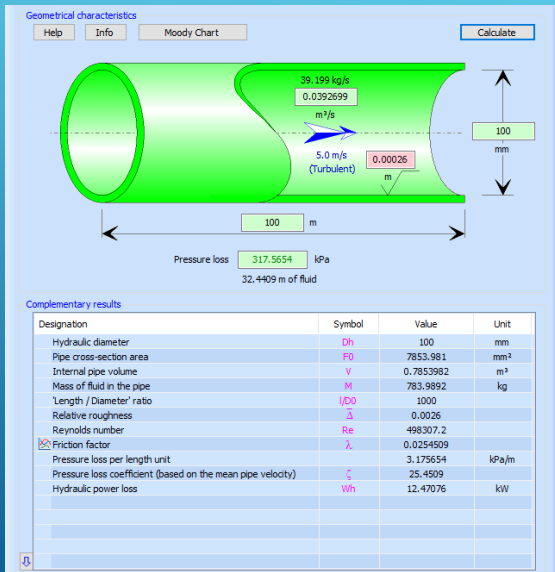 Geometrical characteristics
Help Info Moody Chart Calculate
39.199 kg/s
0.0392699
m³/s
100
mm
5.0 m/s
(Turbulent)
0.00026
m
100 m
Pressure loss 317.5654 kPa
32.4409 m of fluid
Complementary results
Designation Symbol Value Unit
Hydraulic diameter Dh 100 mm
Pipe cross-section area F0 7853.981 mm²
Internal pipe volume V 0.7853982 m³
Mass of fluid in the pipe M 783.9892 kg
'Length / Diameter' ratio l/D0 1000
Relative roughness Δ̅ 0.0026
Reynolds number Re 498307.2
Friction factor λ 0.0254509
Pressure loss per length unit 3.175654 kPa/m
Pressure loss coefficient (based on the mean pipe velocity) ζ 25.4509
Hydraulic power loss Wh 12.47076 kW